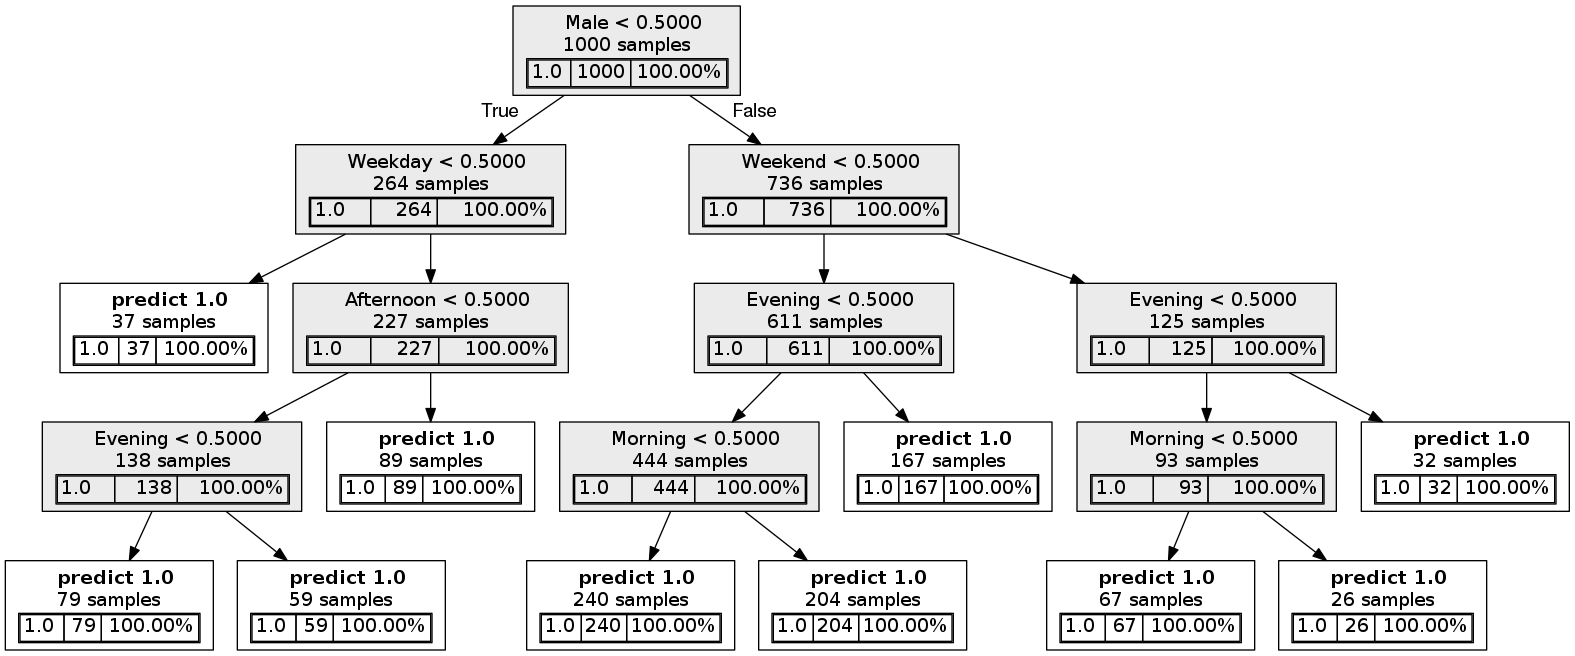 Male < 0.5000
1000 samples
1.0 1000 100.00%
True
False
Weekday < 0.5000
264 samples
1.0 264 100.00%
Weekend < 0.5000
736 samples
1.0 736 100.00%
predict 1.0
37 samples
1.0 37 100.00%
Afternoon < 0.5000
227 samples
1.0 227 100.00%
Evening < 0.5000
611 samples
1.0 611 100.00%
Evening < 0.5000
125 samples
1.0 125 100.00%
Evening < 0.5000
138 samples
1.0 138 100.00%
predict 1.0
89 samples
1.0 89 100.00%
Morning < 0.5000
444 samples
1.0 444 100.00%
predict 1.0
167 samples
1.0 167 100.00%
Morning < 0.5000
93 samples
1.0 93 100.00%
predict 1.0
32 samples
1.0 32 100.00%
predict 1.0
79 samples
1.0 79 100.00%
predict 1.0
59 samples
1.0 59 100.00%
predict 1.0
240 samples
1.0 240 100.00%
predict 1.0
204 samples
1.0 204 100.00%
predict 1.0
67 samples
1.0 67 100.00%
predict 1.0
26 samples
1.0 26 100.00%